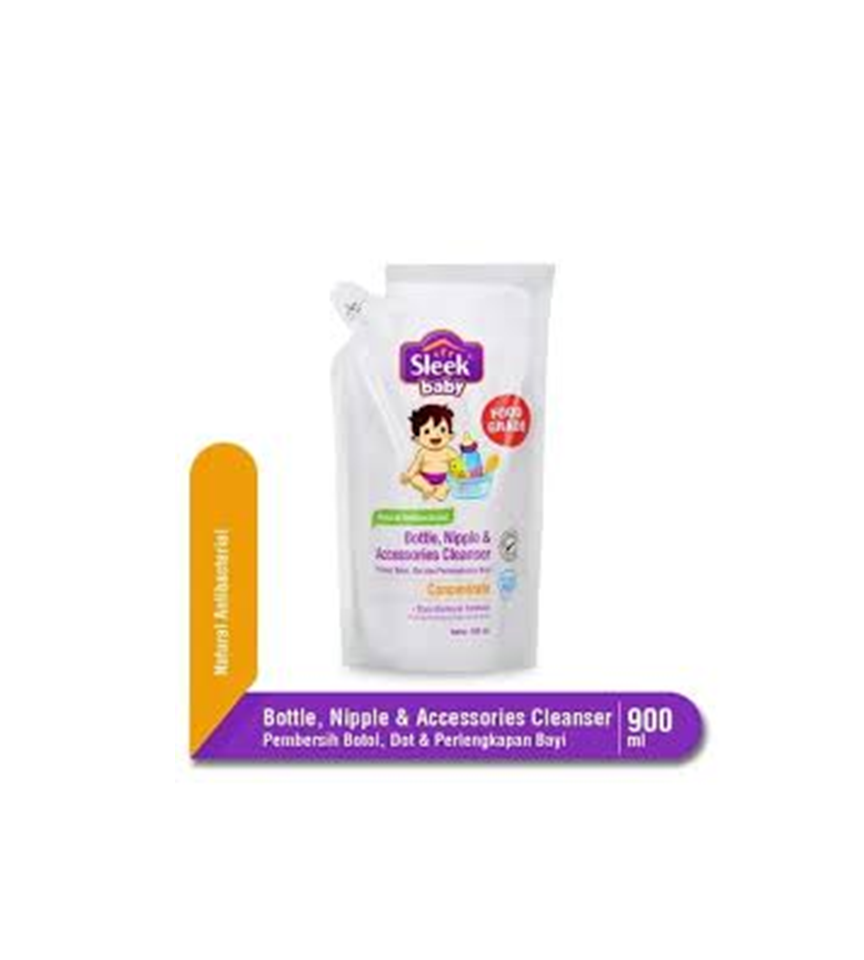 Sleek
baby
FOOD
GRADE
Bottle, Nipple &
Accessories Cleanser
Concentrate
Natural Antibacterial
Bottle, Nipple & Accessories Cleanser
Pembersih Botol, Dot & Perlengkapan Bayi
900
ml